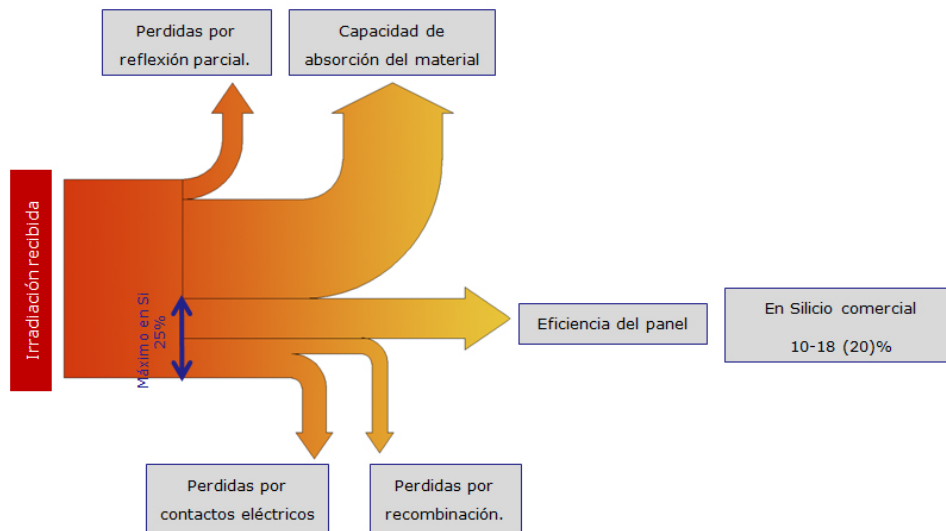 Perdidas por
reflexión parcial.
Capacidad de
absorción del material
Irradiación recibida
Máximo en Si
25%
Eficiencia del panel
En Silicio comercial
10-18 (20)%
Perdidas por
contactos eléctricos
Perdidas por
recombinación.